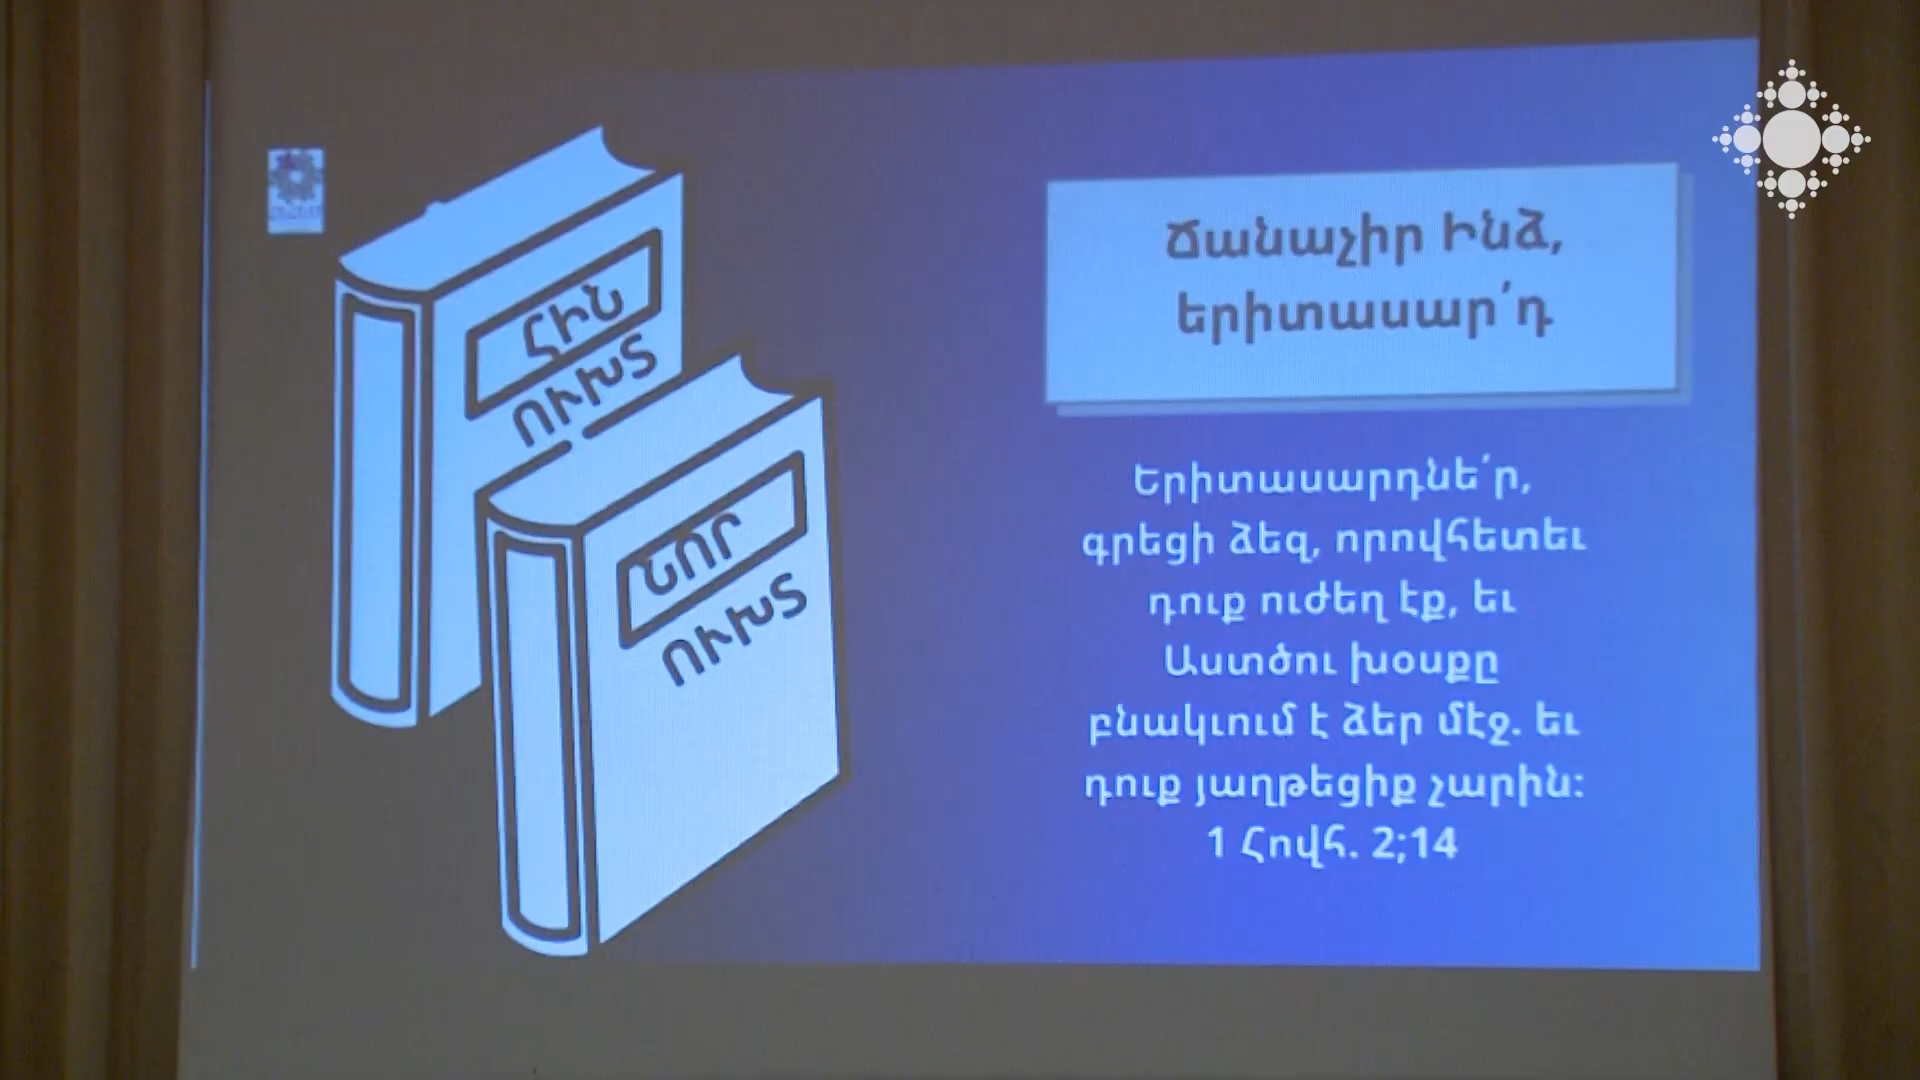 ՀԻՆ
ՈՒԽՏ
ՆՈՐ
ՈՒԽՏ
Ճանաչիր Ինձ,
երիտասար՛դ
Երիտասարդնե՛ր,
գրեցի ձեզ, որովհետեւ
դուք ուժեղ էք, եւ
Աստծու խօսքը
բնակւում է ձեր մէջ. եւ
դուք յաղթեցիք չարին:
1 Հովհ. 2;14